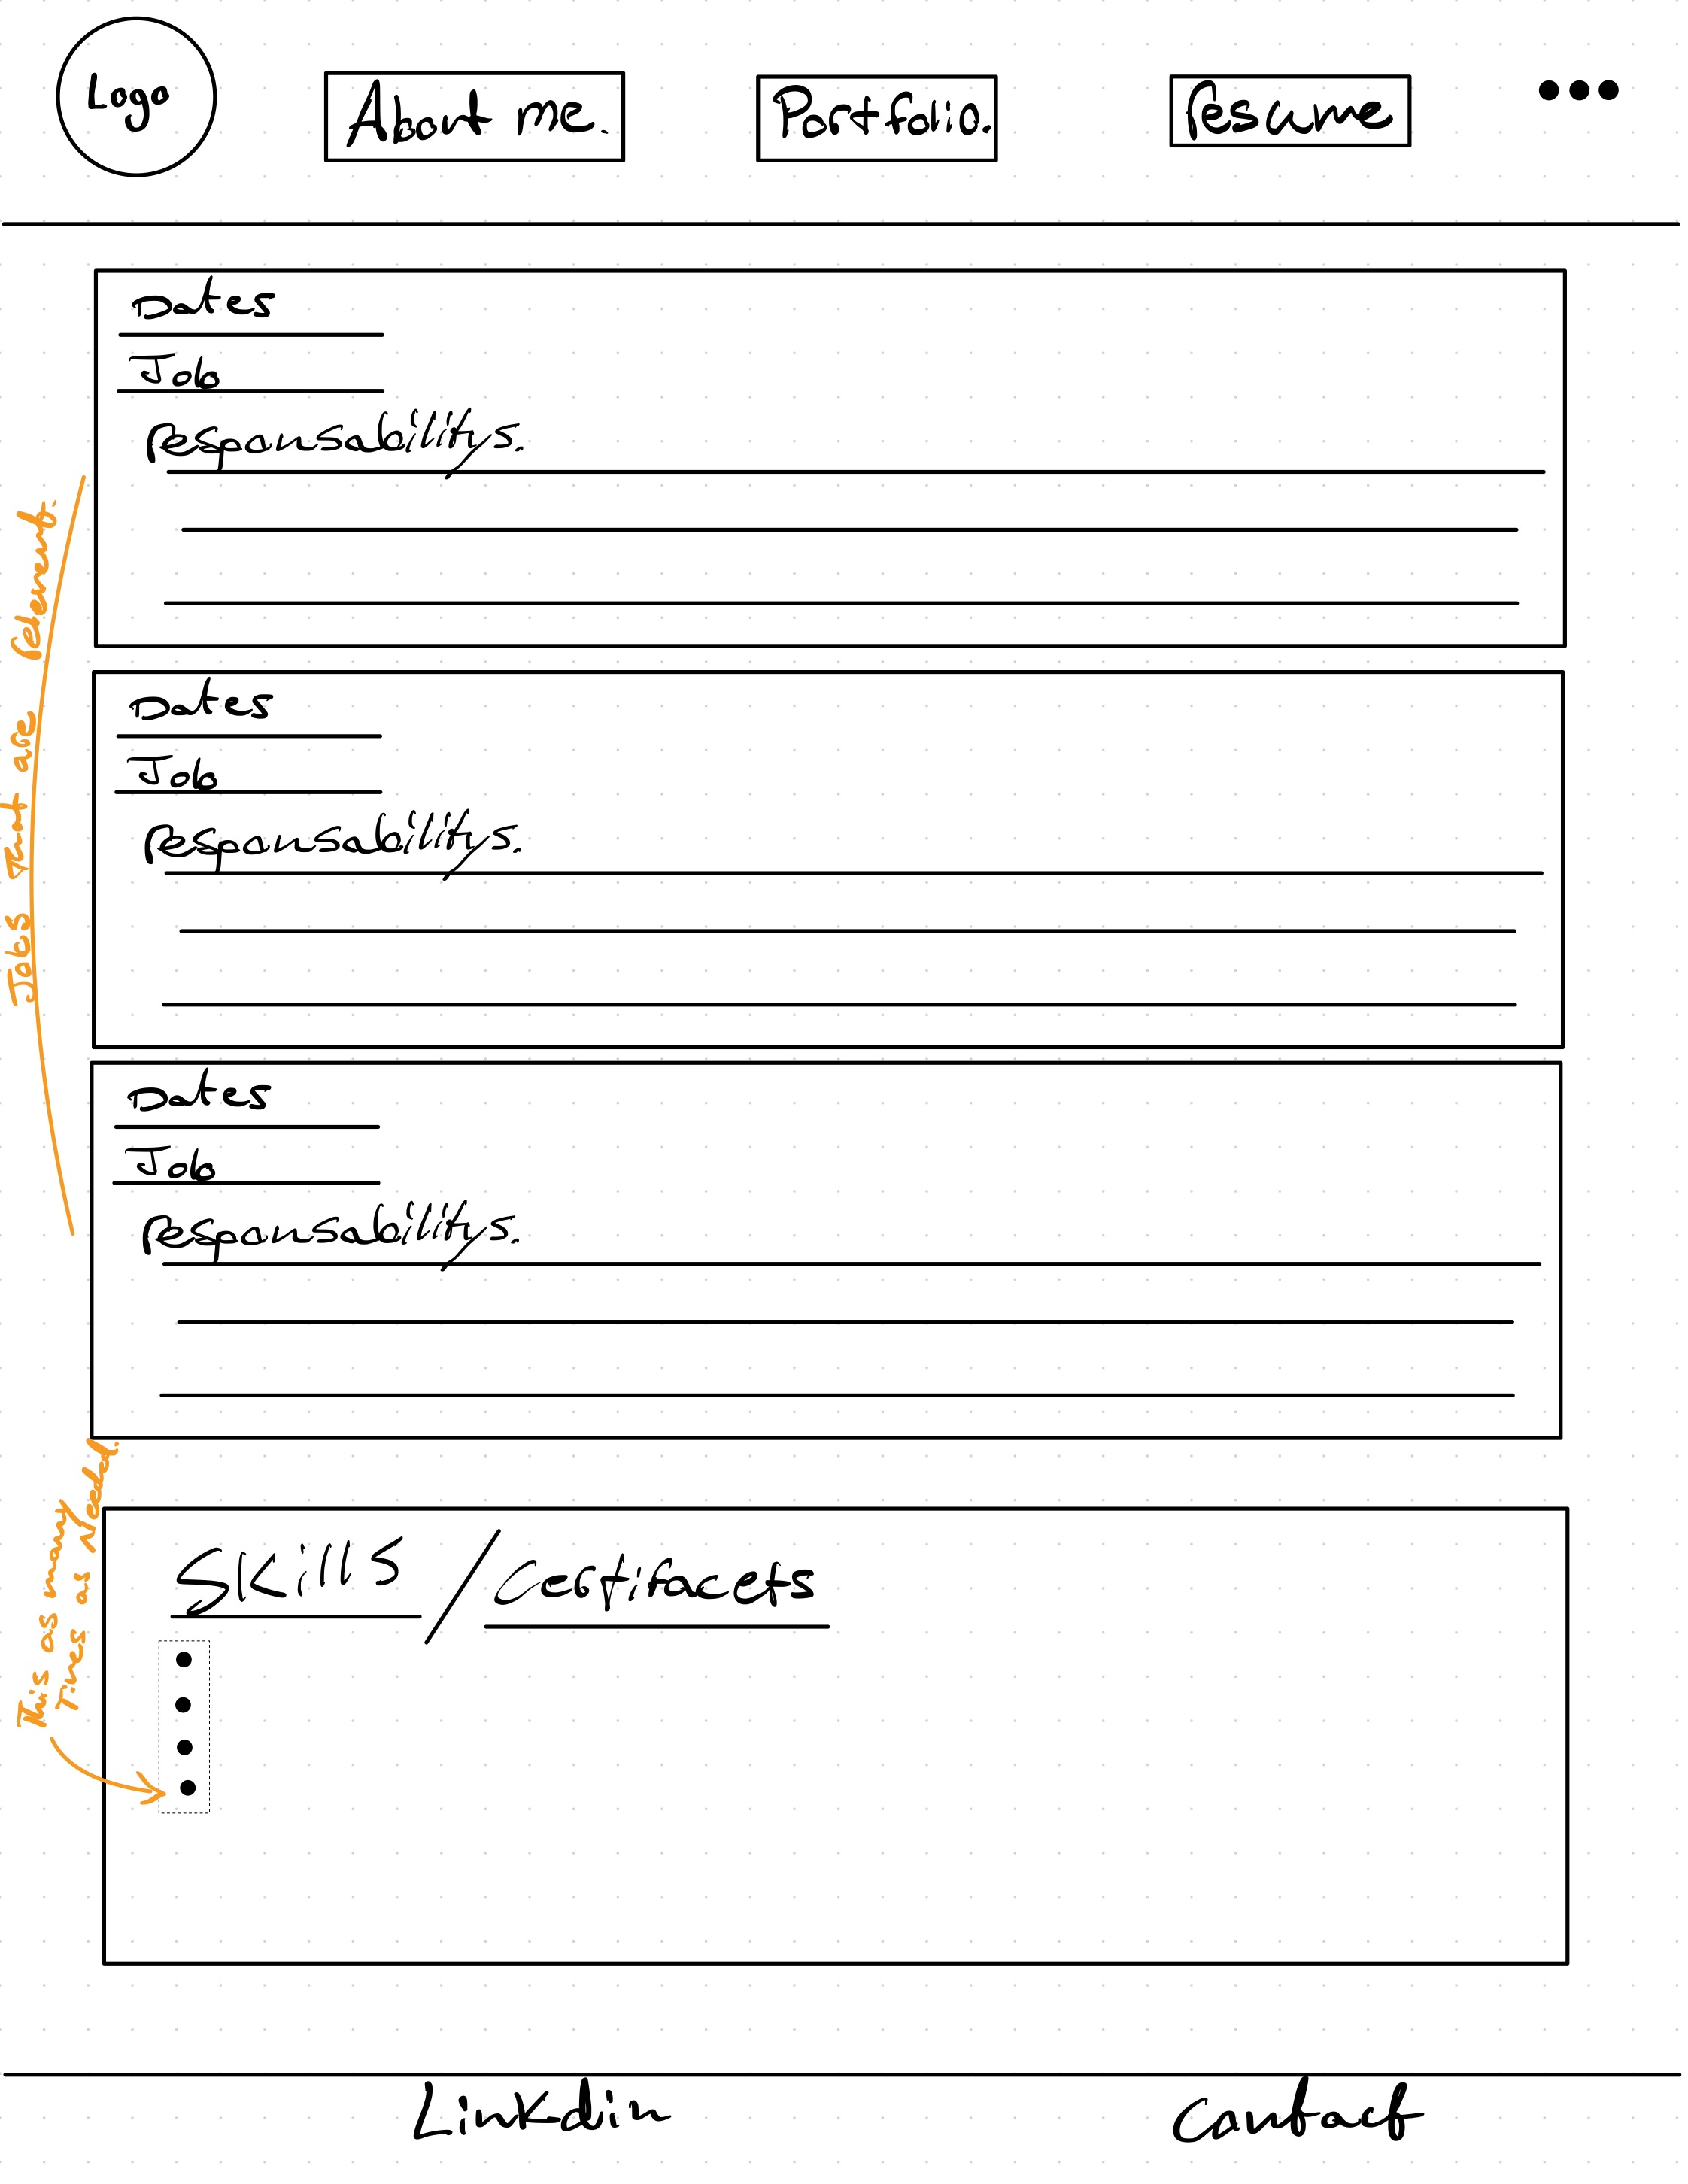 Logo
About me.
Portfolio.
Resume
Dates
Job
Responsabilitys.
Dates
Job
Responsabilitys.
Dates
Job
Responsabilitys.
Jobs that are Relevent.
Skills / Certifacets
This as many
Times as Needed.
Linkdiin
Contact